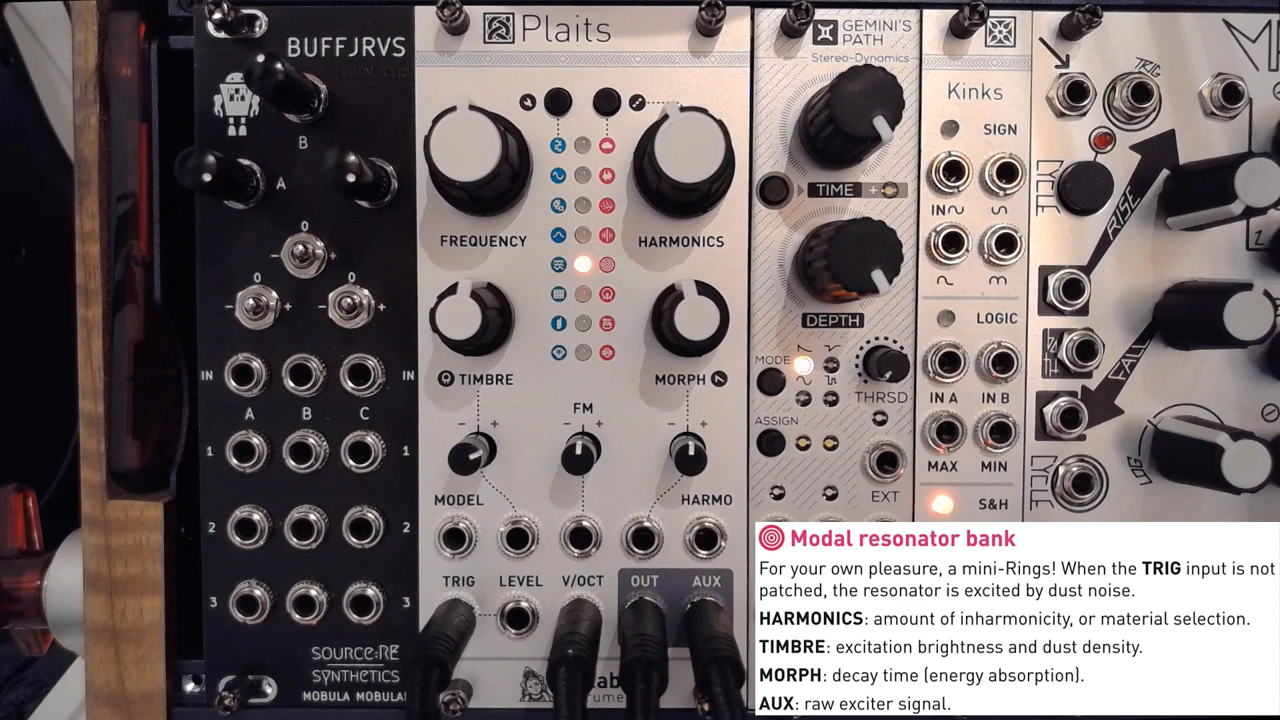 BUFFJRVS
B
A
0
- +
0
- +
0
- +
IN IN
A B C
1 1
2 2
3 3
SOURCE:RE
SYNTHETICS
MOBULA MOBULAR
Plaits
FREQUENCY
HARMONICS
TIMBRE
MORPH
FM
- +
- +
- +
MODEL
HARMO
TRIG
LEVEL
V/OCT
OUT
AUX
GEMINI'S
PATH
Stereo-Dynamics
TIME
+
DEPTH
MODE
THRSD
ASSIGN
EXT
Kinks
SIGN
IN
LOGIC
IN A
IN B
MAX
MIN
S&H
TRIG
CYCLE
RISE
FALL
CYCLE
Modal resonator bank
For your own pleasure, a mini-Rings! When the TRIG input is not
patched, the resonator is excited by dust noise.
HARMONICS: amount of inharmonicity, or material selection.
TIMBRE: excitation brightness and dust density.
MORPH: decay time (energy absorption).
AUX: raw exciter signal.